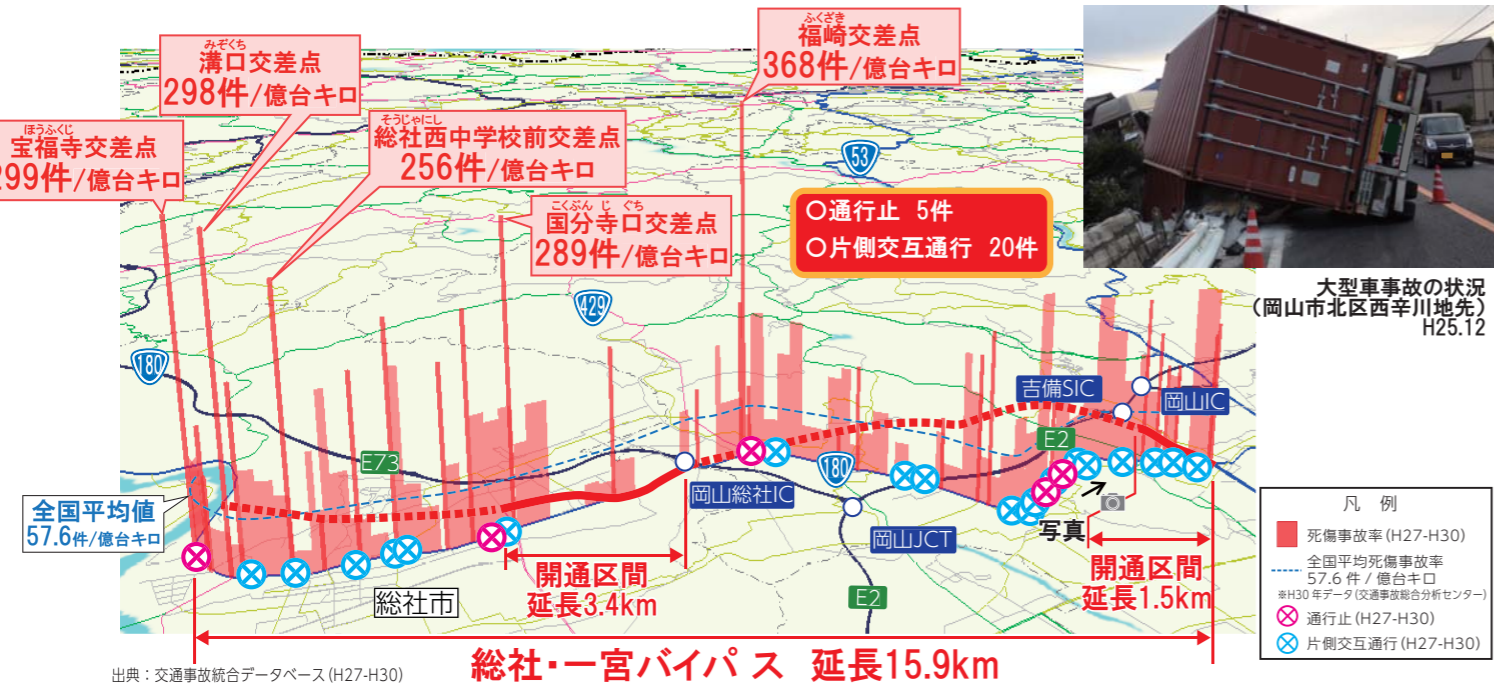 みぞくち
溝口交差点
298件/億台キロ
ほうふくじ
宝福寺交差点
299件/億台キロ
そうじゃにし
総社西中学校前交差点
256件/億台キロ
こくぶん じ ぐち
国分寺口交差点
289件/億台キロ
ふくざき
福崎交差点
368件/億台キロ
○通行止 5件
○片側交互通行 20件
大型車事故の状況
(岡山市北区西辛川地先)
H25.12
53
429
180
E73
吉備SIC
岡山IC
E2
180
岡山総社IC
岡山JCT
E2
全国平均値
57.6件/億台キロ
写真
開通区間
延長3.4km
開通区間
延長1.5km
総社市
総社・一宮バイパス 延長15.9km
凡 例
死傷事故率(H27-H30)
全国平均死傷事故率
57.6 件 / 億台キロ
※H30 年データ(交通事故総合分析センター)
通行止(H27-H30)
片側交互通行(H27-H30)
出典：交通事故統合データベース(H27-H30)